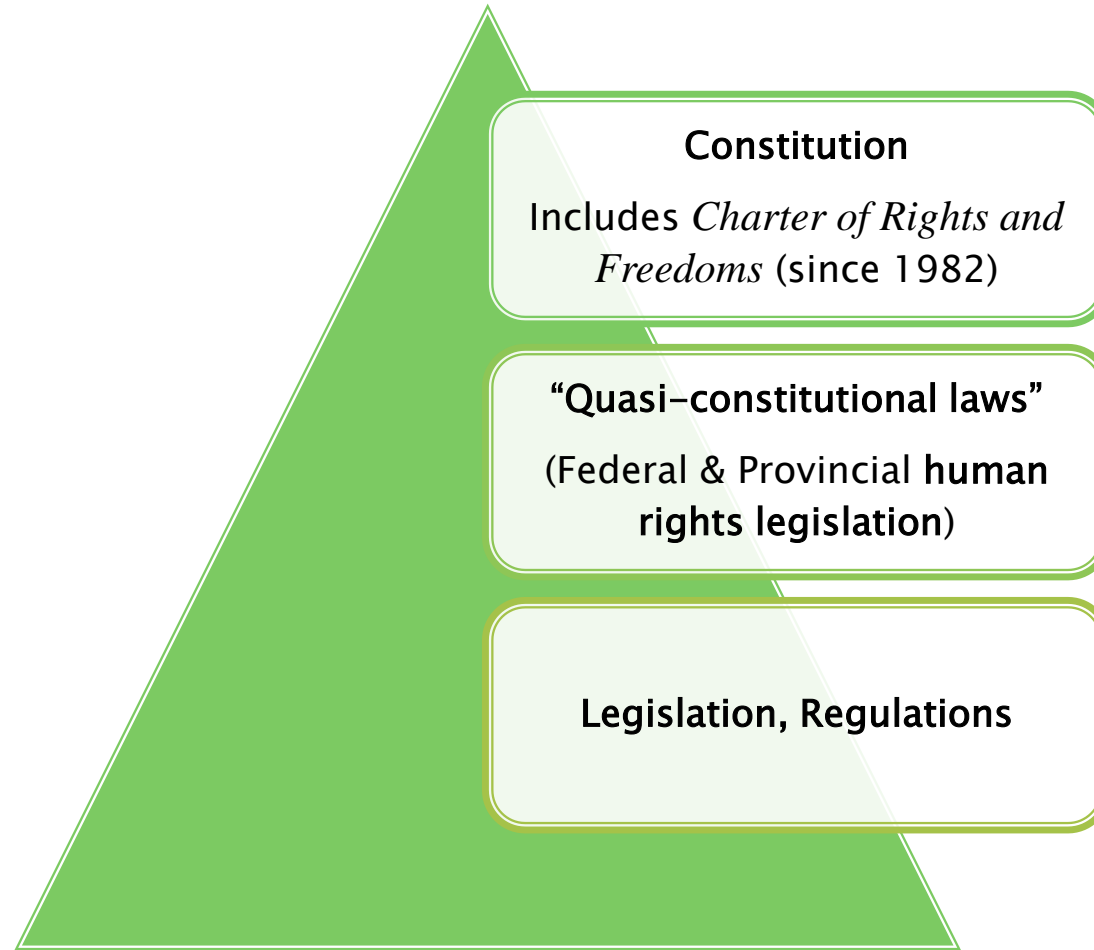 Constitution
Includes Charter of Rights and
Freedoms (since 1982)
“Quasi-constitutional laws”
(Federal & Provincial human
rights legislation)
Legislation, Regulations